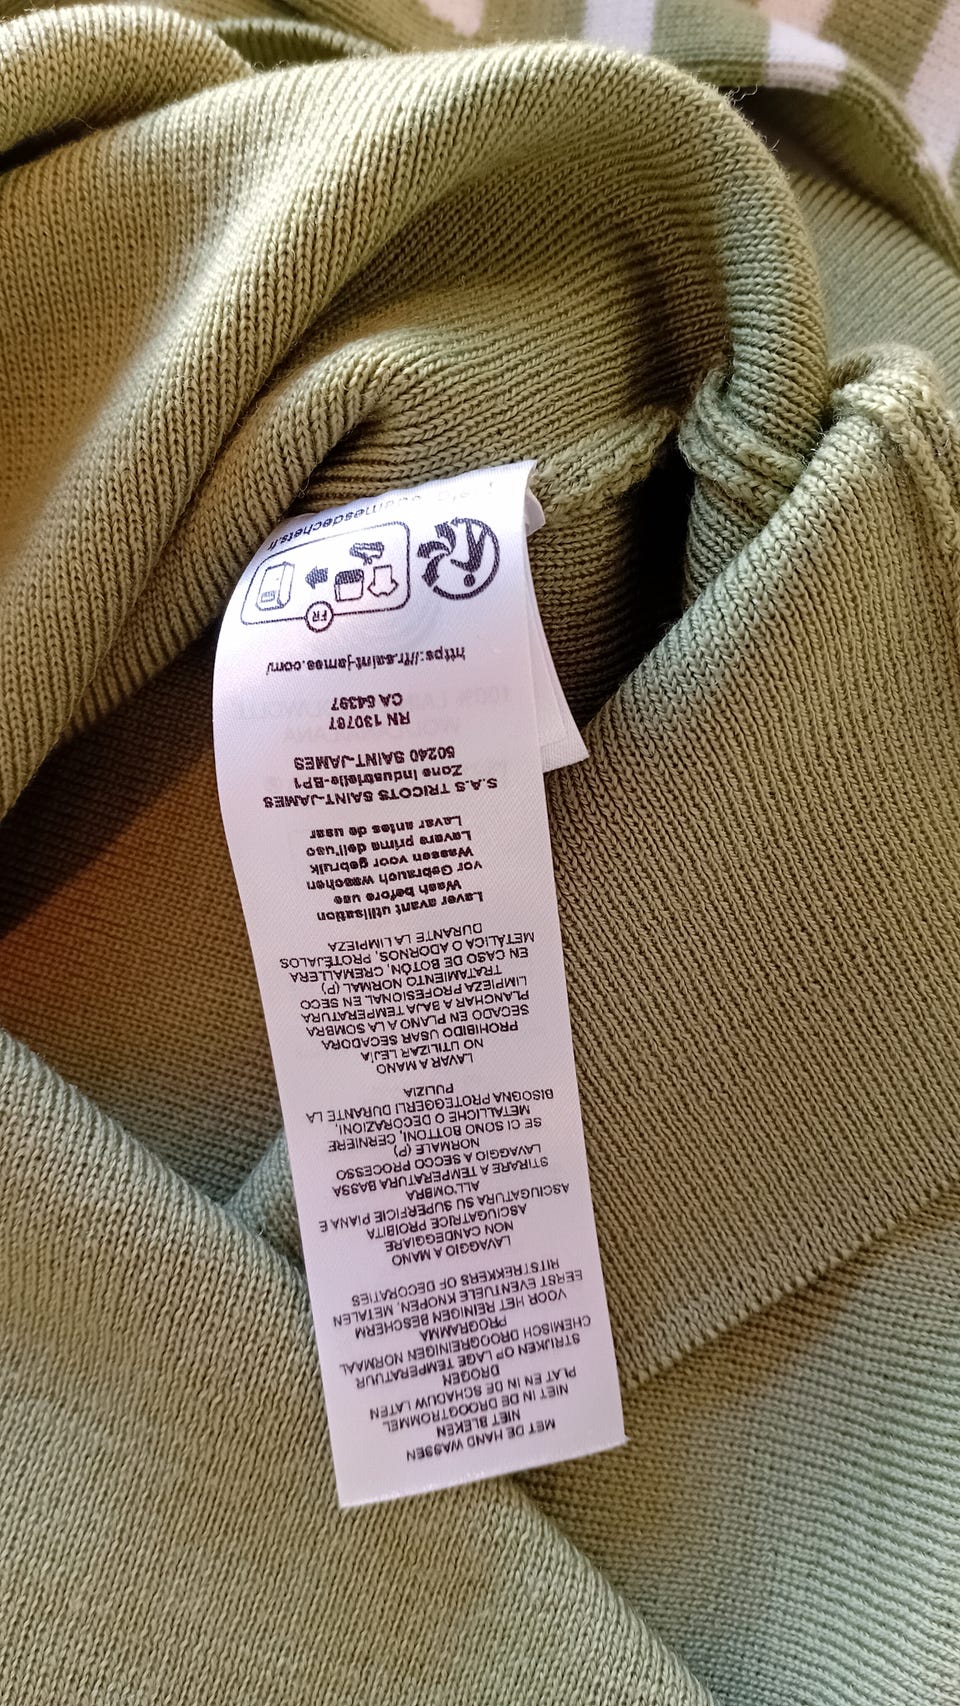 MET DE HAND WASSEN
NIET BLEKEN
NIET IN DE DROOGTROMMEL
PLAT EN IN DE SCHADUW LATEN
DROGEN
STRIJKEN OP LAGE TEMPERATUUR
CHEMISCH DROOGREINIGEN NORMAAL
PROGRAMMA
VOOR HET REINIGEN BESCHERM
EERST EVENTUELE KNOPEN, METALEN
RITSTREKKERS OF DECORATIES
LAVAGGIO A MANO
NON CANDEGGIARE
ASCIUGATRICE PROIBITA
ASCIUGATURA SU SUPERFICIE PIANA E
ALL'OMBRA
STIRARE A TEMPERATURA BASSA
LAVAGGIO A SECCO PROCESSO
NORMALE (P)
SE CI SONO BOTTONI, CERNIERE
METALLICHE O DECORAZIONI,
BISOGNA PROTEGGERLI DURANTE LA
PULIZIA
LAVAR A MANO
NO UTILIZAR LEJÍA
PROHIBIDO USAR SECADORA
SECADO EN PLANO A LA SOMBRA
PLANCHAR A BAJA TEMPERATURA
LIMPIEZA PROFESIONAL EN SECO
TRATAMIENTO NORMAL (P)
EN CASO DE BOTÓN, CREMALLERA
METÁLICA O ADORNOS, PROTÉJALOS
DURANTE LA LIMPIEZA
Laver avant utilisation
Wash before use
vor Gebrauch waschen
Wassen voor gebruik
Lavare prima dell'uso
Lavar antes de usar
S.A.S TRICOTS SAINT-JAMES
Zone Industrielle-BP1
50240 SAINT-JAMES
RN 130787
CA 54397
https://fr.saint-james.com/
FR